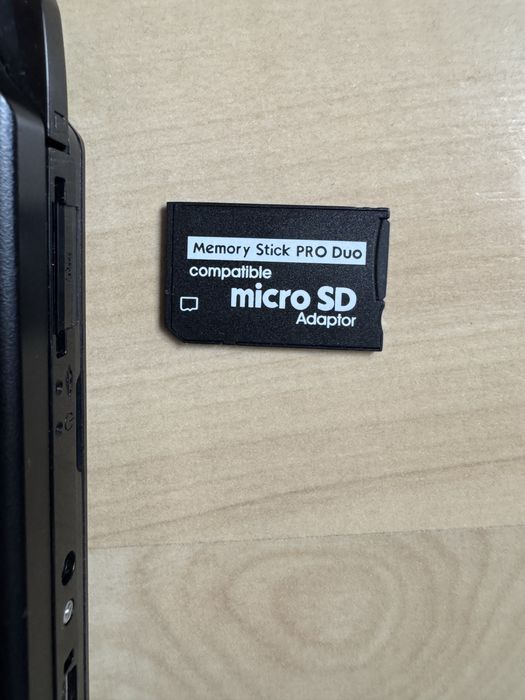 Memory Stick PRO Duo
compatible
micro SD
Adaptor